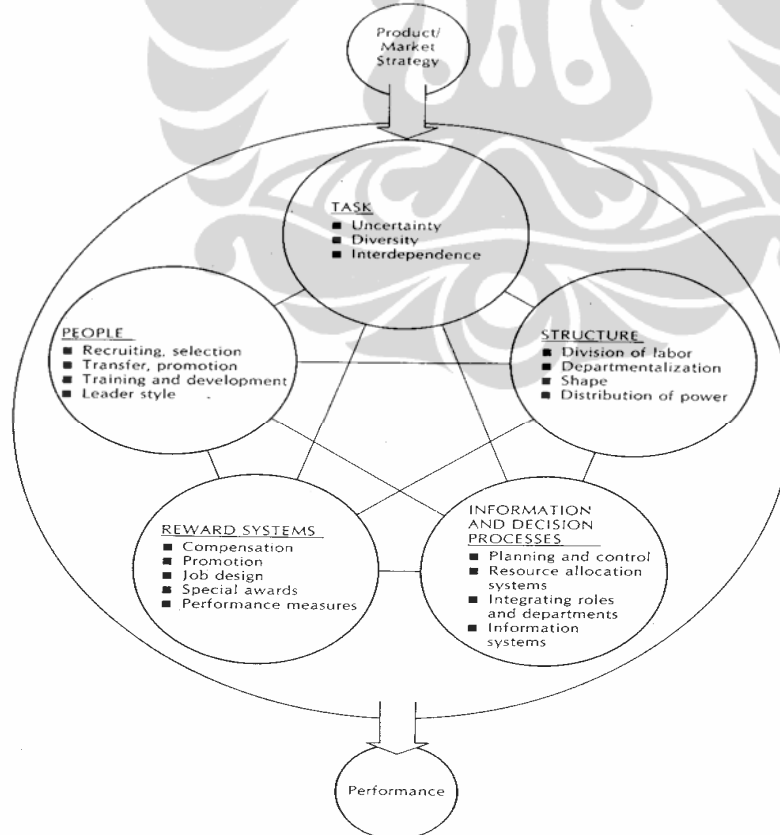 Product/
Market
Strategy
TASK
■ Uncertainty
■ Diversity
■ Interdependence
PEOPLE
■ Recruiting, selection
■ Transfer, promotion
■ Training and development
■ Leader style
STRUCTURE
■ Division of labor
■ Departmentalization
■ Shape
■ Distribution of power
REWARD SYSTEMS
■ Compensation
■ Promotion
■ Job design
■ Special awards
■ Performance measures
INFORMATION
AND DECISION
PROCESSES
■ Planning and control
■ Resource allocation
systems
■ Integrating roles
and departments
■ Information
systems
Performance